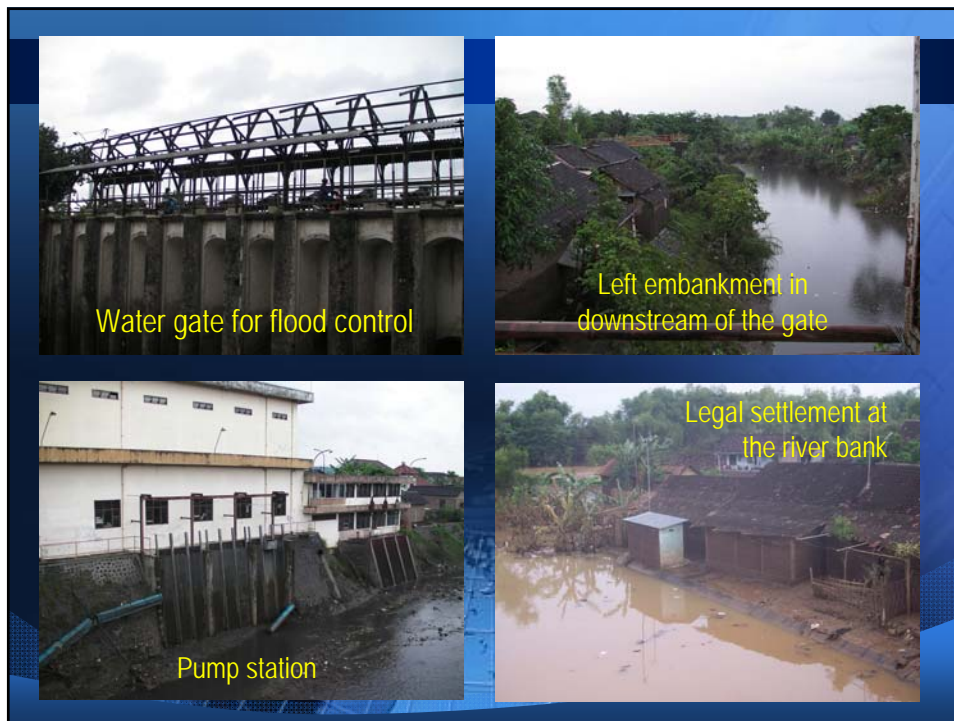 Water gate for flood control
Left embankment in
downstream of the gate
Pump station
Legal settlement at
the river bank